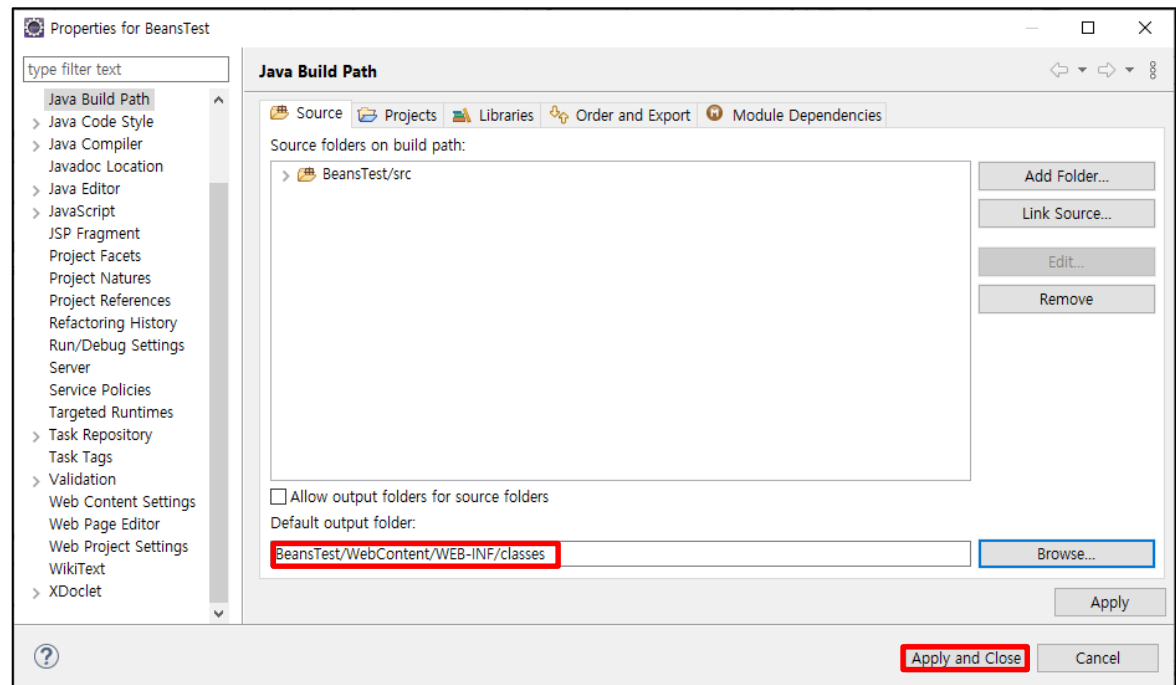 Properties for BeansTest
type filter text
Java Build Path
Java Code Style
Java Compiler
Javadoc Location
Java Editor
JavaScript
JSP Fragment
Project Facets
Project Natures
Project References
Refactoring History
Run/Debug Settings
Server
Service Policies
Targeted Runtimes
Task Repository
Task Tags
Validation
Web Content Settings
Web Page Editor
Web Project Settings
WikiText
XDoclet
Java Build Path
Source Projects Libraries Order and Export Module Dependencies
Source folders on build path:
BeansTest/src
Add Folder...
Link Source...
Edit...
Remove
Allow output folders for source folders
Default output folder:
BeansTest/WebContent/WEB-INF/classes
Browse...
Apply
Apply and Close Cancel